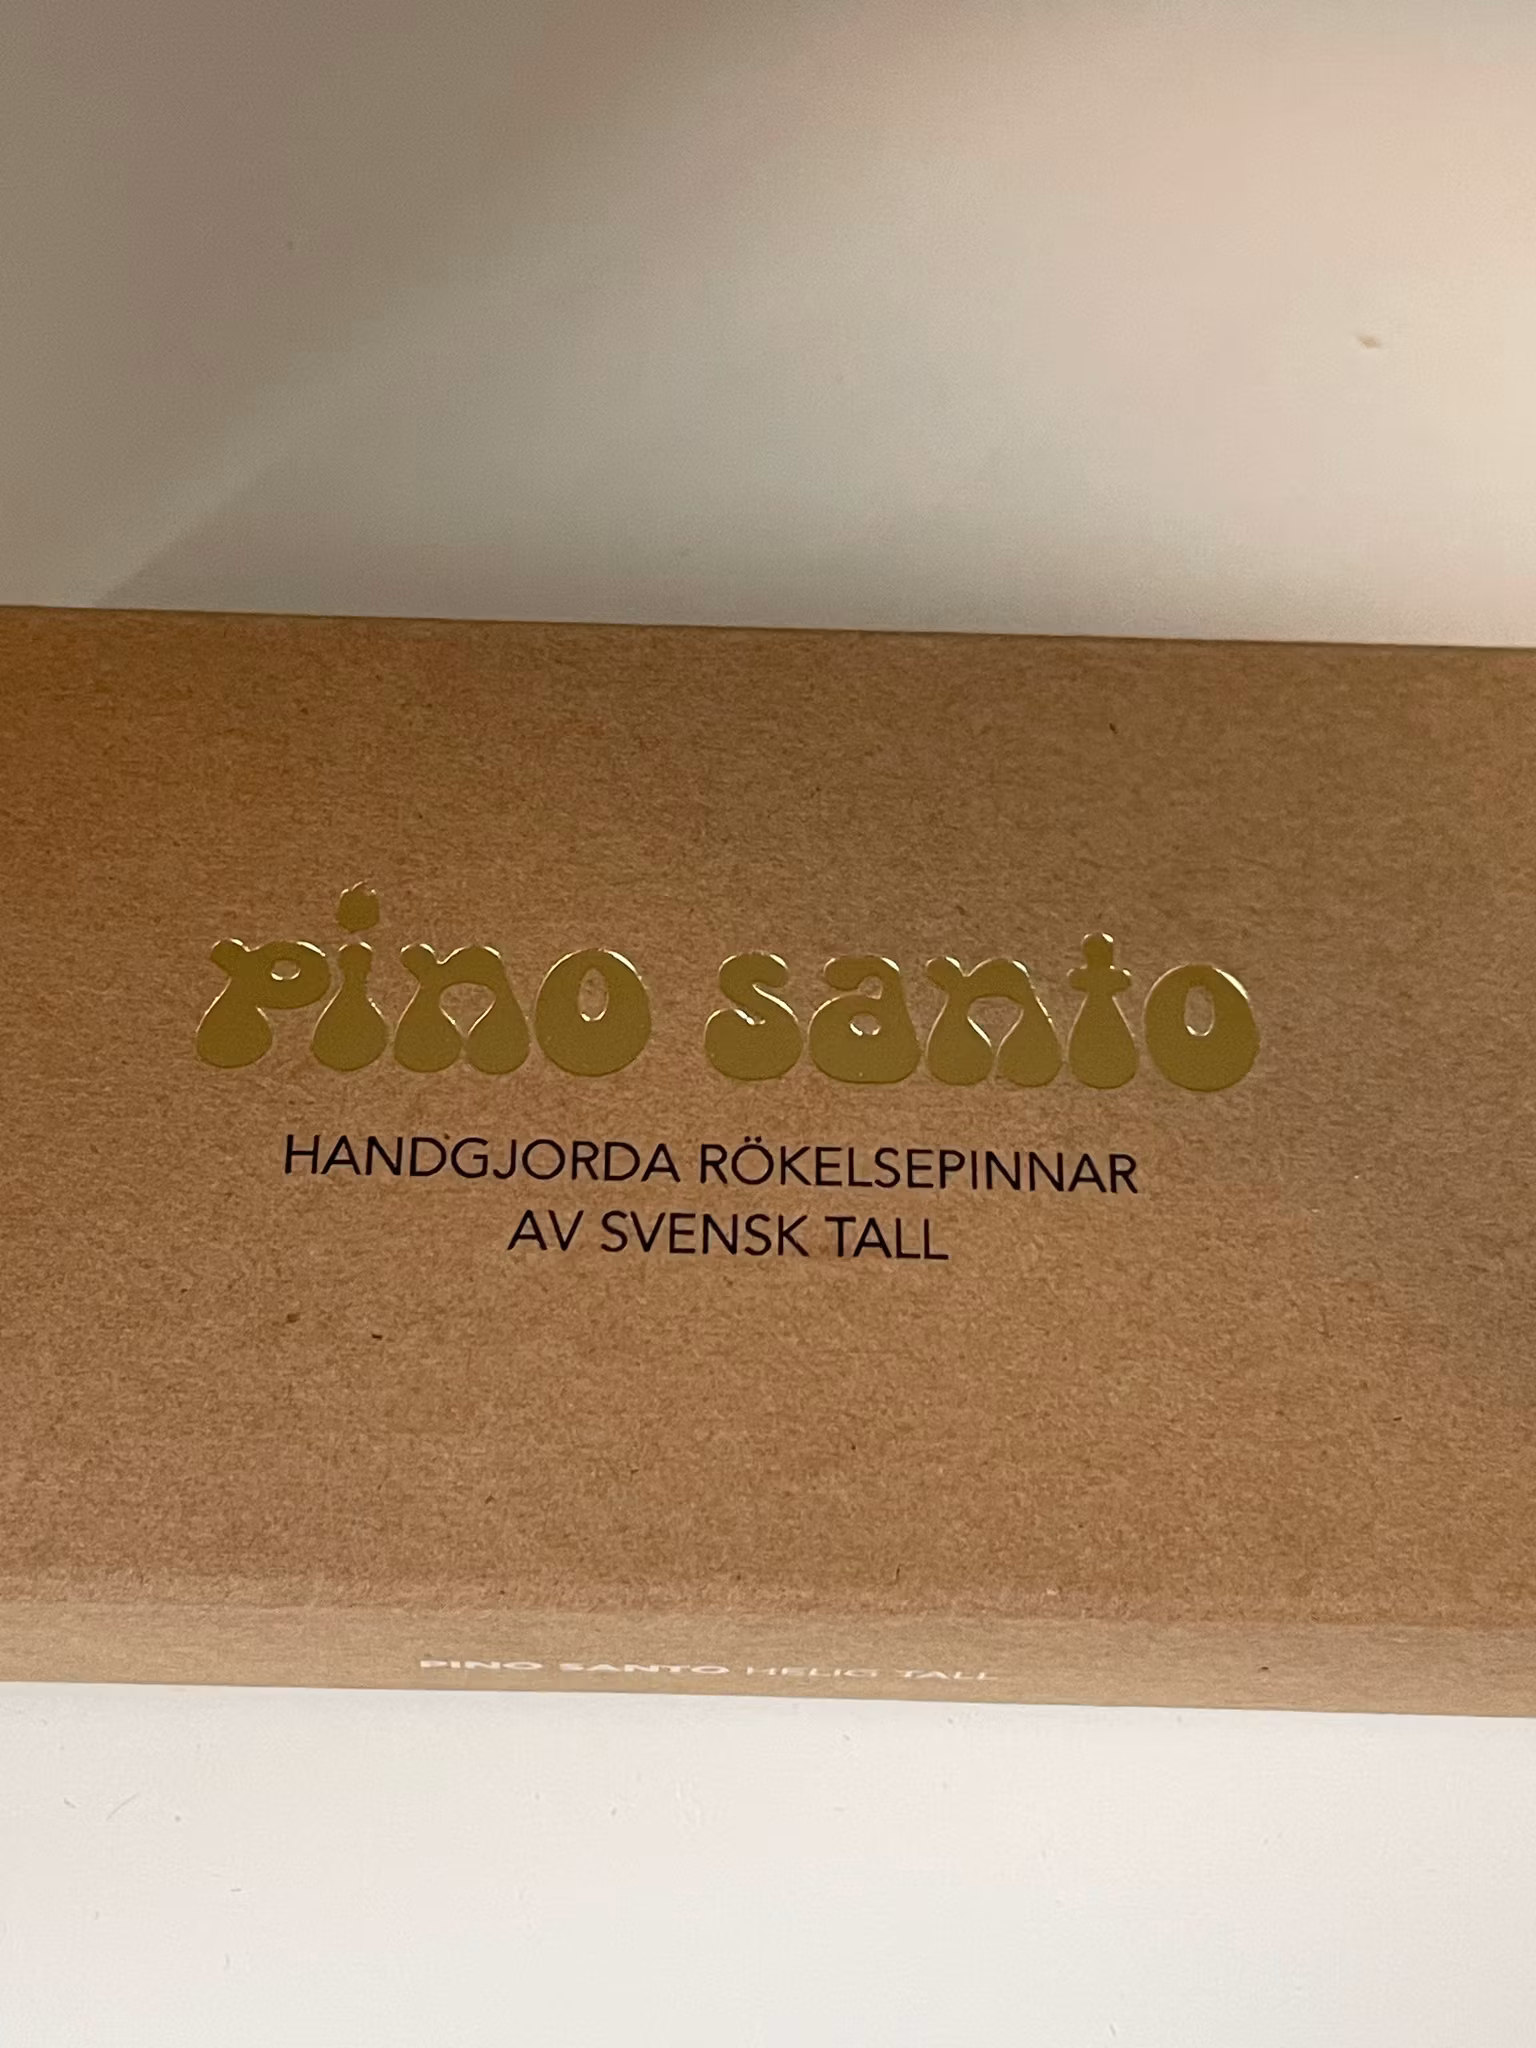 pino santo
HANDGJORDA RÖKELSEPINNAR
AV SVENSK TALL
PINO SANTO HELIG TALL